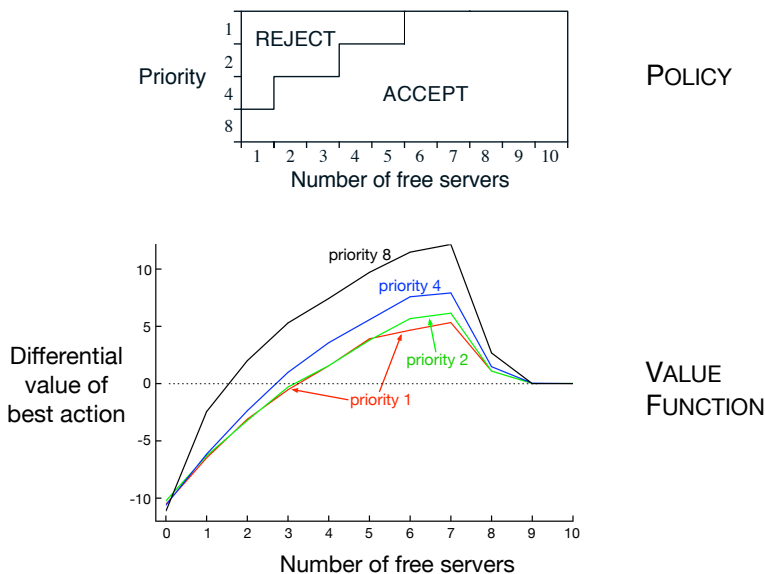 1
REJECT
2
Priority
POLICY
4
ACCEPT
8
1 2 3 4 5 6 7 8 9 10
Number of free servers
priority 8
10
priority 4
5
Differential
value of
best action
priority 2
VALUE
FUNCTION
0
priority 1
-5
-10
0 1 2 3 4 5 6 7 8 9 10
Number of free servers